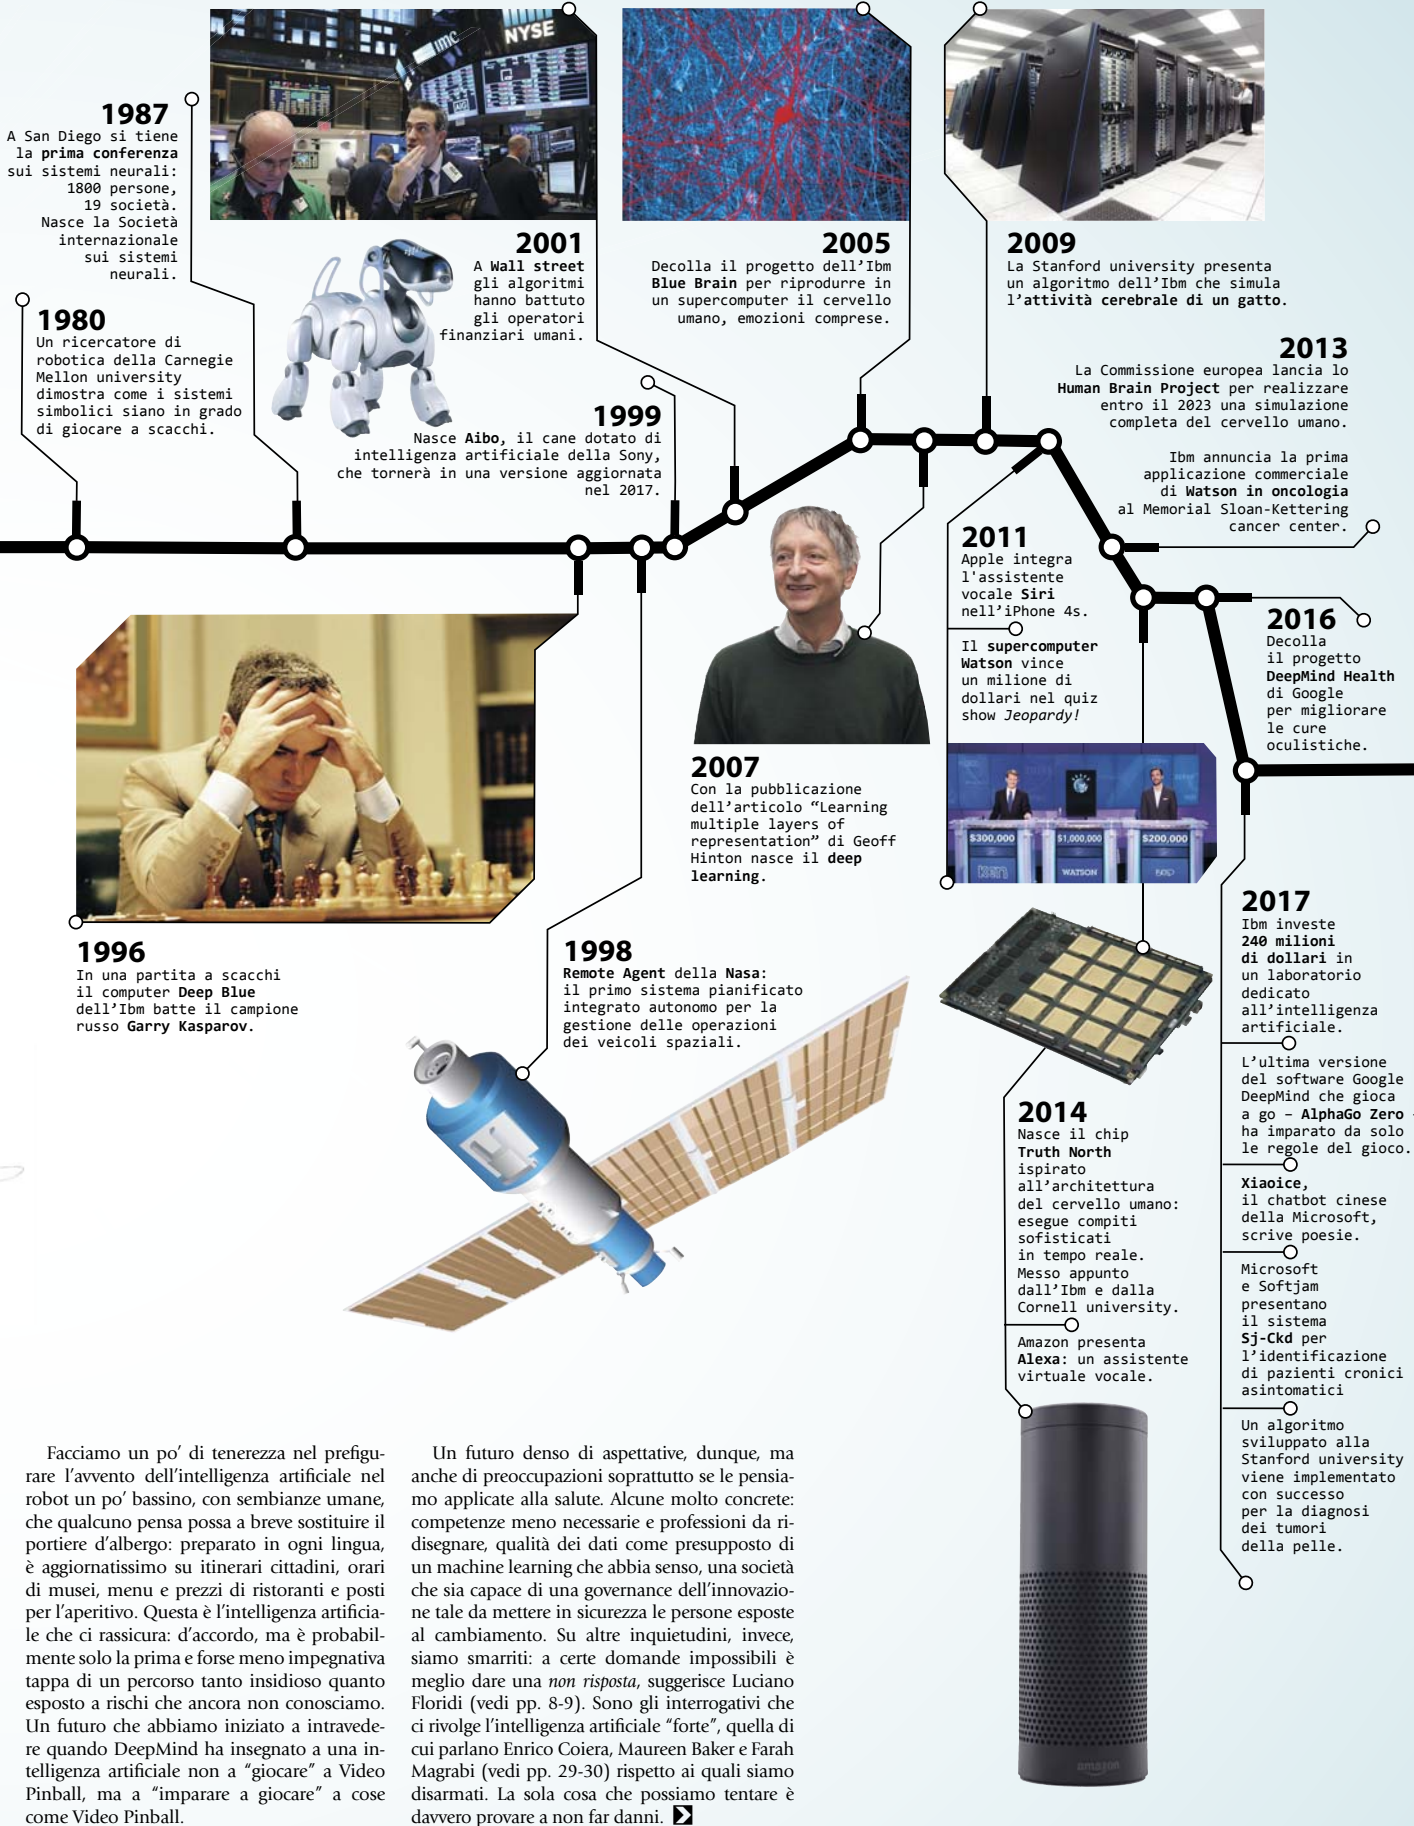 NYSE
imc
AIG
1987
A San Diego si tiene
la prima conferenza
sui sistemi neurali:
1800 persone,
19 società.
Nasce la Società
internazionale
sui sistemi
neurali.
1980
Un ricercatore di
robotica della Carnegie
Mellon university
dimostra come i sistemi
simbolici siano in grado
di giocare a scacchi.
2001
A Wall street
gli algoritmi
hanno battuto
gli operatori
finanziari umani.
1999
Nasce Aibo, il cane dotato di
intelligenza artificiale della Sony,
che tornerà in una versione aggiornata
nel 2017.
2005
Decolla il progetto dell’Ibm
Blue Brain per riprodurre in
un supercomputer il cervello
umano, emozioni comprese.
2009
La Stanford university presenta
un algoritmo dell’Ibm che simula
l’attività cerebrale di un gatto.
2013
La Commissione europea lancia lo
Human Brain Project per realizzare
entro il 2023 una simulazione
completa del cervello umano.
Ibm annuncia la prima
applicazione commerciale
di Watson in oncologia
al Memorial Sloan-Kettering
cancer center.
2011
Apple integra
l'assistente
vocale Siri
nell’iPhone 4s.
Il supercomputer
Watson vince
un milione di
dollari nel quiz
show Jeopardy!
$300,000
$1,000,000
$200,000
WATSON
2016
Decolla
il progetto
DeepMind Health
di Google
per migliorare
le cure
oculistiche.
2007
Con la pubblicazione
dell’articolo “Learning
multiple layers of
representation” di Geoff
Hinton nasce il deep
learning.
1996
In una partita a scacchi
il computer Deep Blue
dell’Ibm batte il campione
russo Garry Kasparov.
1998
Remote Agent della Nasa:
il primo sistema pianificato
integrato autonomo per la
gestione delle operazioni
dei veicoli spaziali.
2014
Nasce il chip
Truth North
ispirato
all’architettura
del cervello umano:
esegue compiti
sofisticati
in tempo reale.
Messo appunto
dall’Ibm e dalla
Cornell university.
Amazon presenta
Alexa: un assistente
virtuale vocale.
amazon
2017
Ibm investe
240 milioni
di dollari in
un laboratorio
dedicato
all’intelligenza
artificiale.
L’ultima versione
del software Google
DeepMind che gioca
a go – AlphaGo Zero –
ha imparato da solo
le regole del gioco.
Xiaoice,
il chatbot cinese
della Microsoft,
scrive poesie.
Microsoft
e Softjam
presentano
il sistema
Sj-Ckd per
l’identificazione
di pazienti cronici
asintomatici
Un algoritmo
sviluppato alla
Stanford university
viene implementato
con successo
per la diagnosi
dei tumori
della pelle.
Facciamo un po’ di tenerezza nel prefigu-
rare l’avvento dell’intelligenza artificiale nel
robot un po’ bassino, con sembianze umane,
che qualcuno pensa possa a breve sostituire il
portiere d’albergo: preparato in ogni lingua,
è aggiornatissimo su itinerari cittadini, orari
di musei, menu e prezzi di ristoranti e posti
per l’aperitivo. Questa è l’intelligenza artificia-
le che ci rassicura: d’accordo, ma è probabil-
mente solo la prima e forse meno impegnativa
tappa di un percorso tanto insidioso quanto
esposto a rischi che ancora non conosciamo.
Un futuro che abbiamo iniziato a intravede-
re quando DeepMind ha insegnato a una in-
telligenza artificiale non a “giocare” a Video
Pinball, ma a “imparare a giocare” a cose
come Video Pinball.
Un futuro denso di aspettative, dunque, ma
anche di preoccupazioni soprattutto se le pensia-
mo applicate alla salute. Alcune molto concrete:
competenze meno necessarie e professioni da ri-
disegnare, qualità dei dati come presupposto di
un machine learning che abbia senso, una società
che sia capace di una governance dell’innovazio-
ne tale da mettere in sicurezza le persone esposte
al cambiamento. Su altre inquietudini, invece,
siamo smarriti: a certe domande impossibili è
meglio dare una non risposta, suggerisce Luciano
Floridi (vedi pp. 8-9). Sono gli interrogativi che
ci rivolge l’intelligenza artificiale “forte”, quella di
cui parlano Enrico Coiera, Maureen Baker e Farah
Magrabi (vedi pp. 29-30) rispetto ai quali siamo
disarmati. La sola cosa che possiamo tentare è
davvero provare a non far danni.